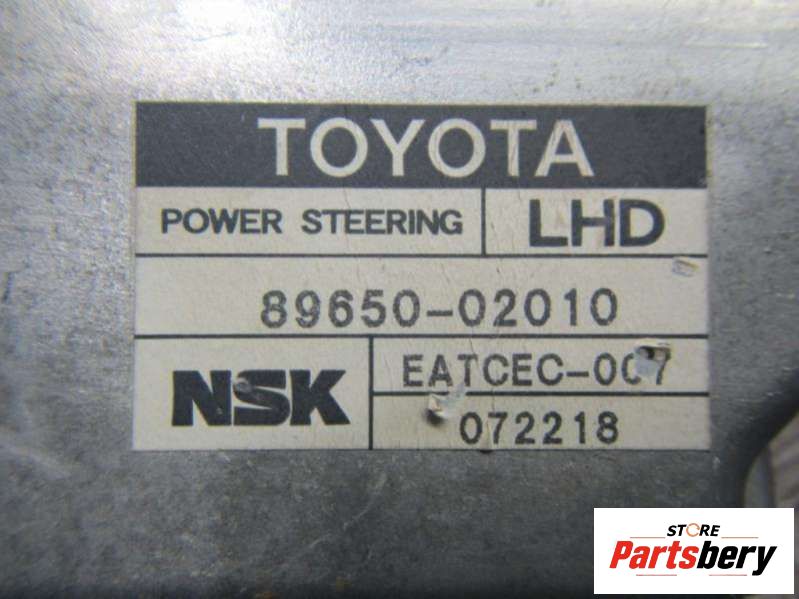 TOYOTA
POWER STEERING LHD
89650-02010
NSK EATCEC-007
072218
STORE
Partsbery